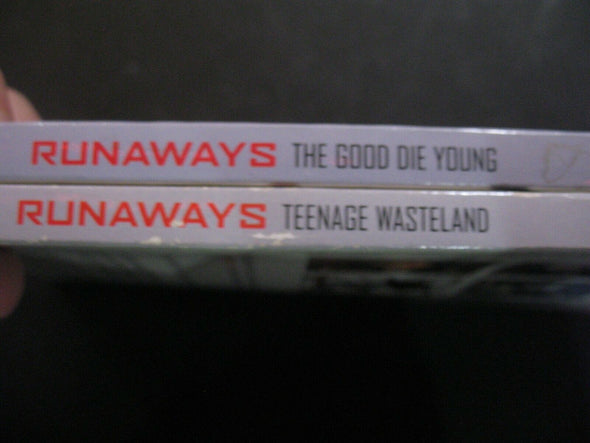 RUNAWAYS THE GOOD DIE YOUNG
RUNAWAYS TEENAGE WASTELAND